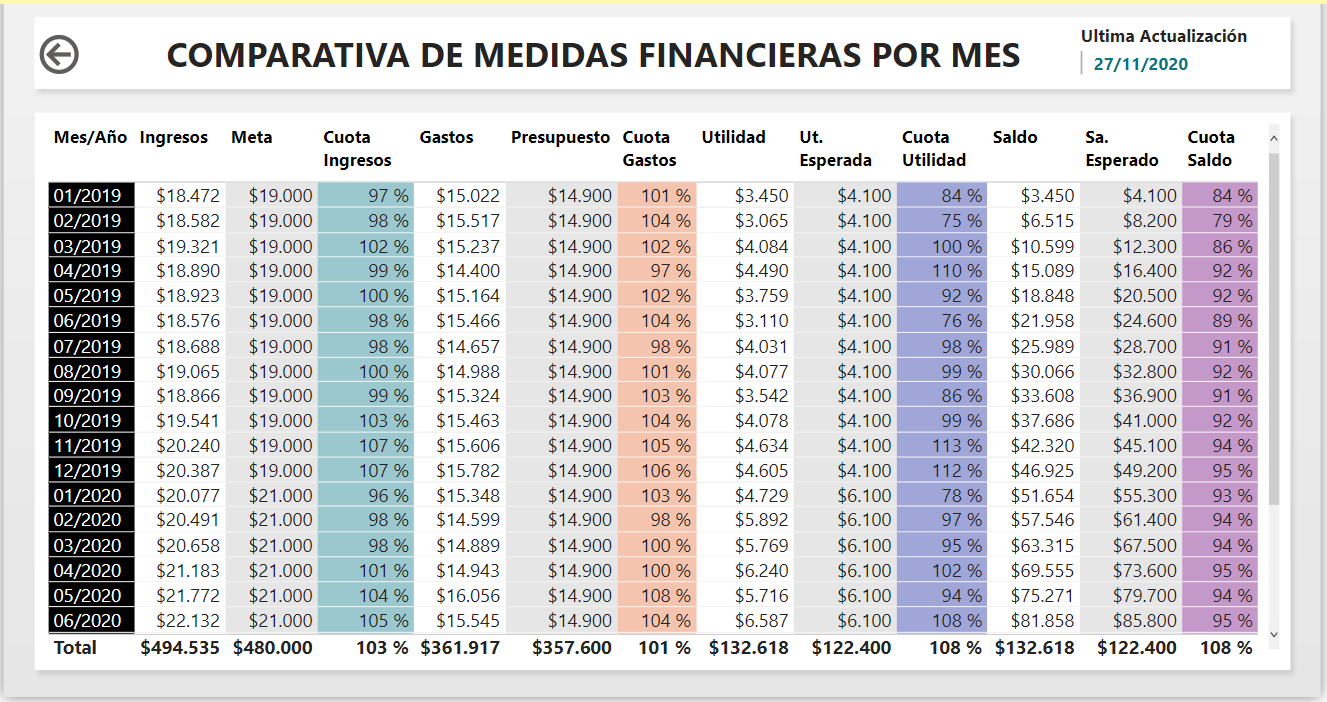 COMPARATIVA DE MEDIDAS FINANCIERAS POR MES
Ultima Actualización
27/11/2020
Mes/Año Ingresos Meta Cuota Ingresos Gastos Presupuesto Cuota Gastos Utilidad Ut. Esperada Cuota Utilidad Saldo Sa. Esperado Cuota Saldo
01/2019 $18.472 $19.000 97 % $15.022 $14.900 101 % $3.450 $4.100 84 % $3.450 $4.100 84 %
02/2019 $18.582 $19.000 98 % $15.517 $14.900 104 % $3.065 $4.100 75 % $6.515 $8.200 79 %
03/2019 $19.321 $19.000 102 % $15.237 $14.900 102 % $4.084 $4.100 100 % $10.599 $12.300 86 %
04/2019 $18.890 $19.000 99 % $14.400 $14.900 97 % $4.490 $4.100 110 % $15.089 $16.400 92 %
05/2019 $18.923 $19.000 100 % $15.164 $14.900 102 % $3.759 $4.100 92 % $18.848 $20.500 92 %
06/2019 $18.576 $19.000 98 % $15.466 $14.900 104 % $3.110 $4.100 76 % $21.958 $24.600 89 %
07/2019 $18.688 $19.000 98 % $14.657 $14.900 98 % $4.031 $4.100 98 % $25.989 $28.700 91 %
08/2019 $19.065 $19.000 100 % $14.988 $14.900 101 % $4.077 $4.100 99 % $30.066 $32.800 92 %
09/2019 $18.866 $19.000 99 % $15.324 $14.900 103 % $3.542 $4.100 86 % $33.608 $36.900 91 %
10/2019 $19.541 $19.000 103 % $15.463 $14.900 104 % $4.078 $4.100 99 % $37.686 $41.000 92 %
11/2019 $20.240 $19.000 107 % $15.606 $14.900 105 % $4.634 $4.100 113 % $42.320 $45.100 94 %
12/2019 $20.387 $19.000 107 % $15.782 $14.900 106 % $4.605 $4.100 112 % $46.925 $49.200 95 %
01/2020 $20.077 $21.000 96 % $15.348 $14.900 103 % $4.729 $6.100 78 % $51.654 $55.300 93 %
02/2020 $20.491 $21.000 98 % $14.599 $14.900 98 % $5.892 $6.100 97 % $57.546 $61.400 94 %
03/2020 $20.658 $21.000 98 % $14.889 $14.900 100 % $5.769 $6.100 95 % $63.315 $67.500 94 %
04/2020 $21.183 $21.000 101 % $14.943 $14.900 100 % $6.240 $6.100 102 % $69.555 $73.600 95 %
05/2020 $21.772 $21.000 104 % $16.056 $14.900 108 % $5.716 $6.100 94 % $75.271 $79.700 94 %
06/2020 $22.132 $21.000 105 % $15.545 $14.900 104 % $6.587 $6.100 108 % $81.858 $85.800 95 %
Total $494.535 $480.000 103 % $361.917 $357.600 101 % $132.618 $122.400 108 % $132.618 $122.400 108 %